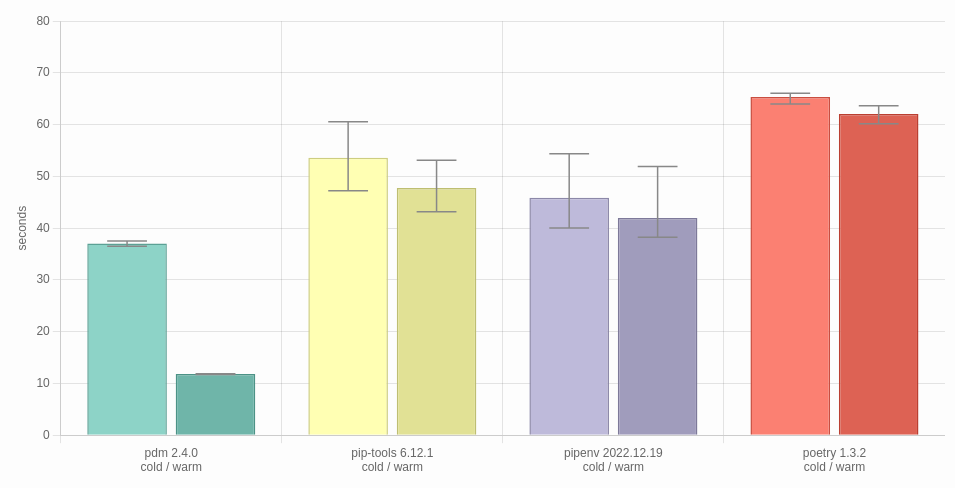 80
70
60
50
40
30
20
10
0
seconds
pdm 2.4.0
cold / warm
pip-tools 6.12.1
cold / warm
pipenv 2022.12.19
cold / warm
poetry 1.3.2
cold / warm